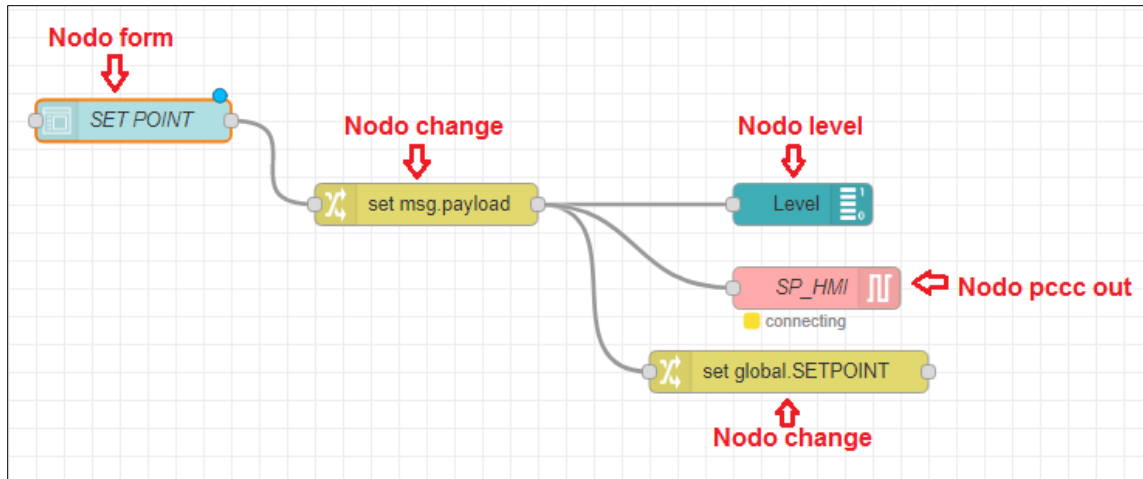 Nodo form
SET POINT
Nodo change
set msg.payload
Nodo level
Level
1
0
SP_HMI
Nodo pccc out
connecting
set global.SETPOINT
Nodo change